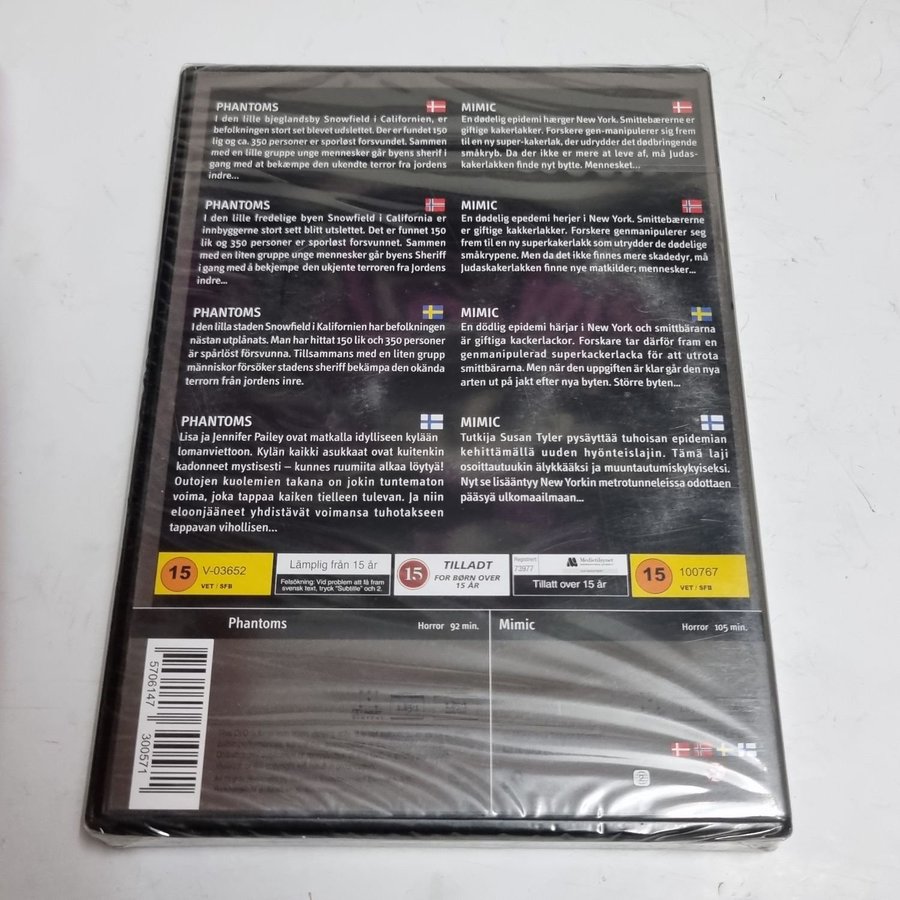 PHANTOMS
I den lille bjeglandsby Snowfield i Californien, er
befolkningen stort set blevet udslettet. Der er fundet 150
lig og ca. 350 personer er sporløst forsvundet. Sammen
med en lille gruppe unge mennesker går byens sherif i
gang med at bekæmpe den ukendte terror fra jordens
indre...
MIMIC
En dødelig epidemi hærger New York. Smittebærerne er
giftige kakerlakker. Forskere gen-manipulerer sig frem
til en ny super-kakerlak, der udrydder det dødbringende
småkryb. Da der ikke er mere at leve af, må Judas-
kakerlakken finde nyt bytte. Mennesket...
PHANTOMS
I den lille fredelige byen Snowfield i California er
innbyggerne stort sett blitt utslettet. Det er funnet 150
lik og 350 personer er sporløst forsvunnet. Sammen
med en liten gruppe unge mennesker går byens Sheriff
i gang med å bekjempe den ukjente terroren fra Jordens
indre...
MIMIC
En dødelig epedemi herjer i New York. Smittebærerne
er giftige kakkerlakker. Forskere genmanipulerer seg
frem til en ny superkakerlakk som utrydder de dødelige
småkrypene. Men da det ikke finnes mere skadedyr, må
Judaskakerlakken finne nye matkilder; mennesker...
PHANTOMS
I den lilla staden Snowfield i Kalifornien har befolkningen
nästan utplånats. Man har hittat 150 lik och 350 personer
är spårlöst försvunna. Tillsammans med en liten grupp
människor försöker stadens sheriff bekämpa den okända
terrorn från jordens inre.
MIMIC
En dödlig epidemi härjar i New York och smittbärarna
är giftiga kackerlackor. Forskare tar därför fram en
genmanipulerad superkackerlacka för att utrota
smittbärarna. Men när den uppgiften är klar går den nya
arten ut på jakt efter nya byten. Större byten...
PHANTOMS
Lisa ja Jennifer Pailey ovat matkalla idylliseen kylään
lomanviettoon. Kylän kaikki asukkaat ovat kuitenkin
kadonneet mystisesti – kunnes ruumiita alkaa löytyä!
Outojen kuolemien takana on jokin tuntematon
voima, joka tappaa kaiken tielleen tulevan. Ja niin
eloonjääneet yhdistävät voimansa tuhotakseen
tappavan vihollisen...
MIMIC
Tutkija Susan Tyler pysäyttää tuhoisan epidemian
kehittämällä uuden hyönteislajin. Tämä laji
osoittautuukin älykkääksi ja muuntautumiskykyiseksi.
Nyt se lisääntyy New Yorkin metrotunneleissa odottaen
pääsyä ulkomaailmaan...
15 V-03652
VET / SFB
Lämplig från 15 år
Felsökning: Vid problem att få fram
svensk text, tryck "Subtitle" och 2.
15 TILLADT
FOR BØRN OVER
15 ÅR
Registrert
73977
Medietilsynet
Tillatt over 15 år
15 100767
VET / SFB
Phantoms
Horror 92 min.
Mimic
Horror 105 min.
5706147 300571